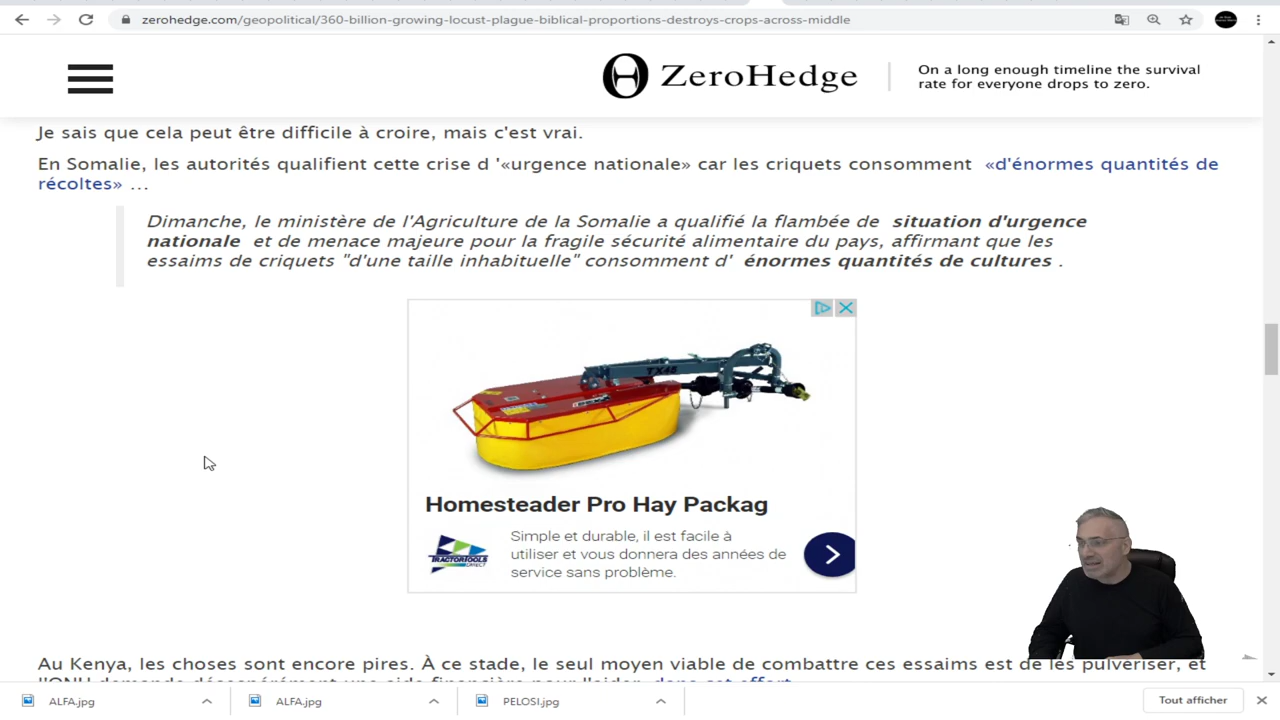 zerohedge.com/geopolitical/360-billion-growing-locust-plague-biblical-proportions-destroys-crops-across-middle
ZeroHedge
On a long enough timeline the survival
rate for everyone drops to zero.
Je sais que cela peut être difficile à croire, mais c'est vrai.
En Somalie, les autorités qualifient cette crise d '«urgence nationale» car les criquets consomment «d'énormes quantités de
récoltes» ...
Dimanche, le ministère de l'Agriculture de la Somalie a qualifié la flambée de situation d'urgence
nationale et de menace majeure pour la fragile sécurité alimentaire du pays, affirmant que les
essaims de criquets "d'une taille inhabituelle" consomment d' énormes quantités de cultures .
TX45
Homesteader Pro Hay Packag
TRACTORTOOLS
DIRECT
Simple et durable, il est facile à
utiliser et vous donnera des années de
service sans problème.
Au Kenya, les choses sont encore pires. À ce stade, le seul moyen viable de combattre ces essaims est de les pulvériser, et
l'ONU demande désespérément une aide financière pour l'aider dans cet effort
ALFA.jpg
ALFA.jpg
PELOSI.jpg
Tout afficher